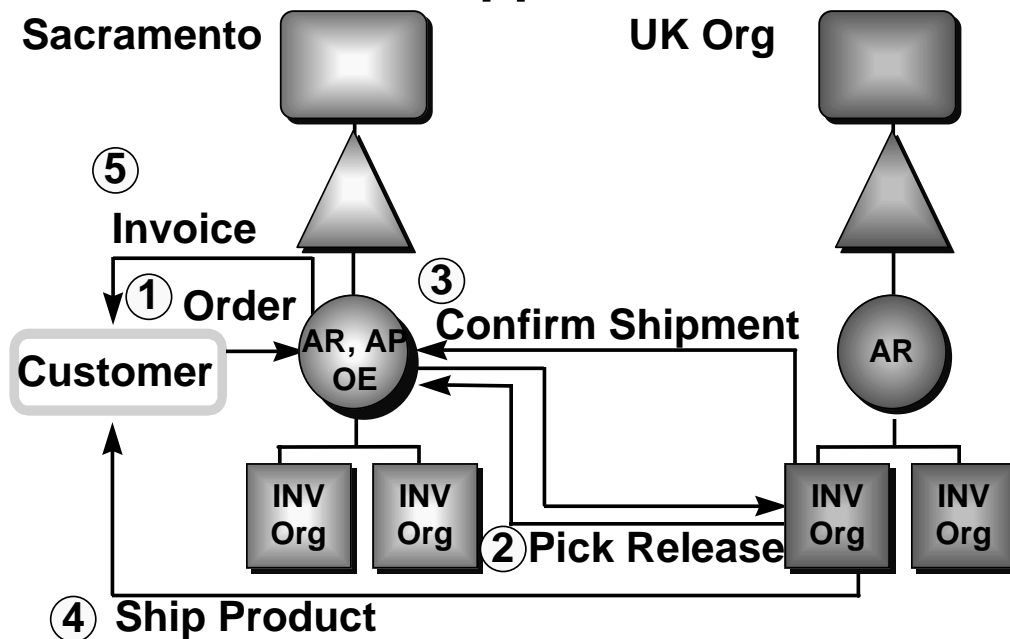 Sacramento
UK Org
5
Invoice
1 Order
3
Confirm Shipment
Customer
AR, AP
OE
AR
INV
Org
INV
Org
INV
Org
INV
Org
2 Pick Release
4 Ship Product